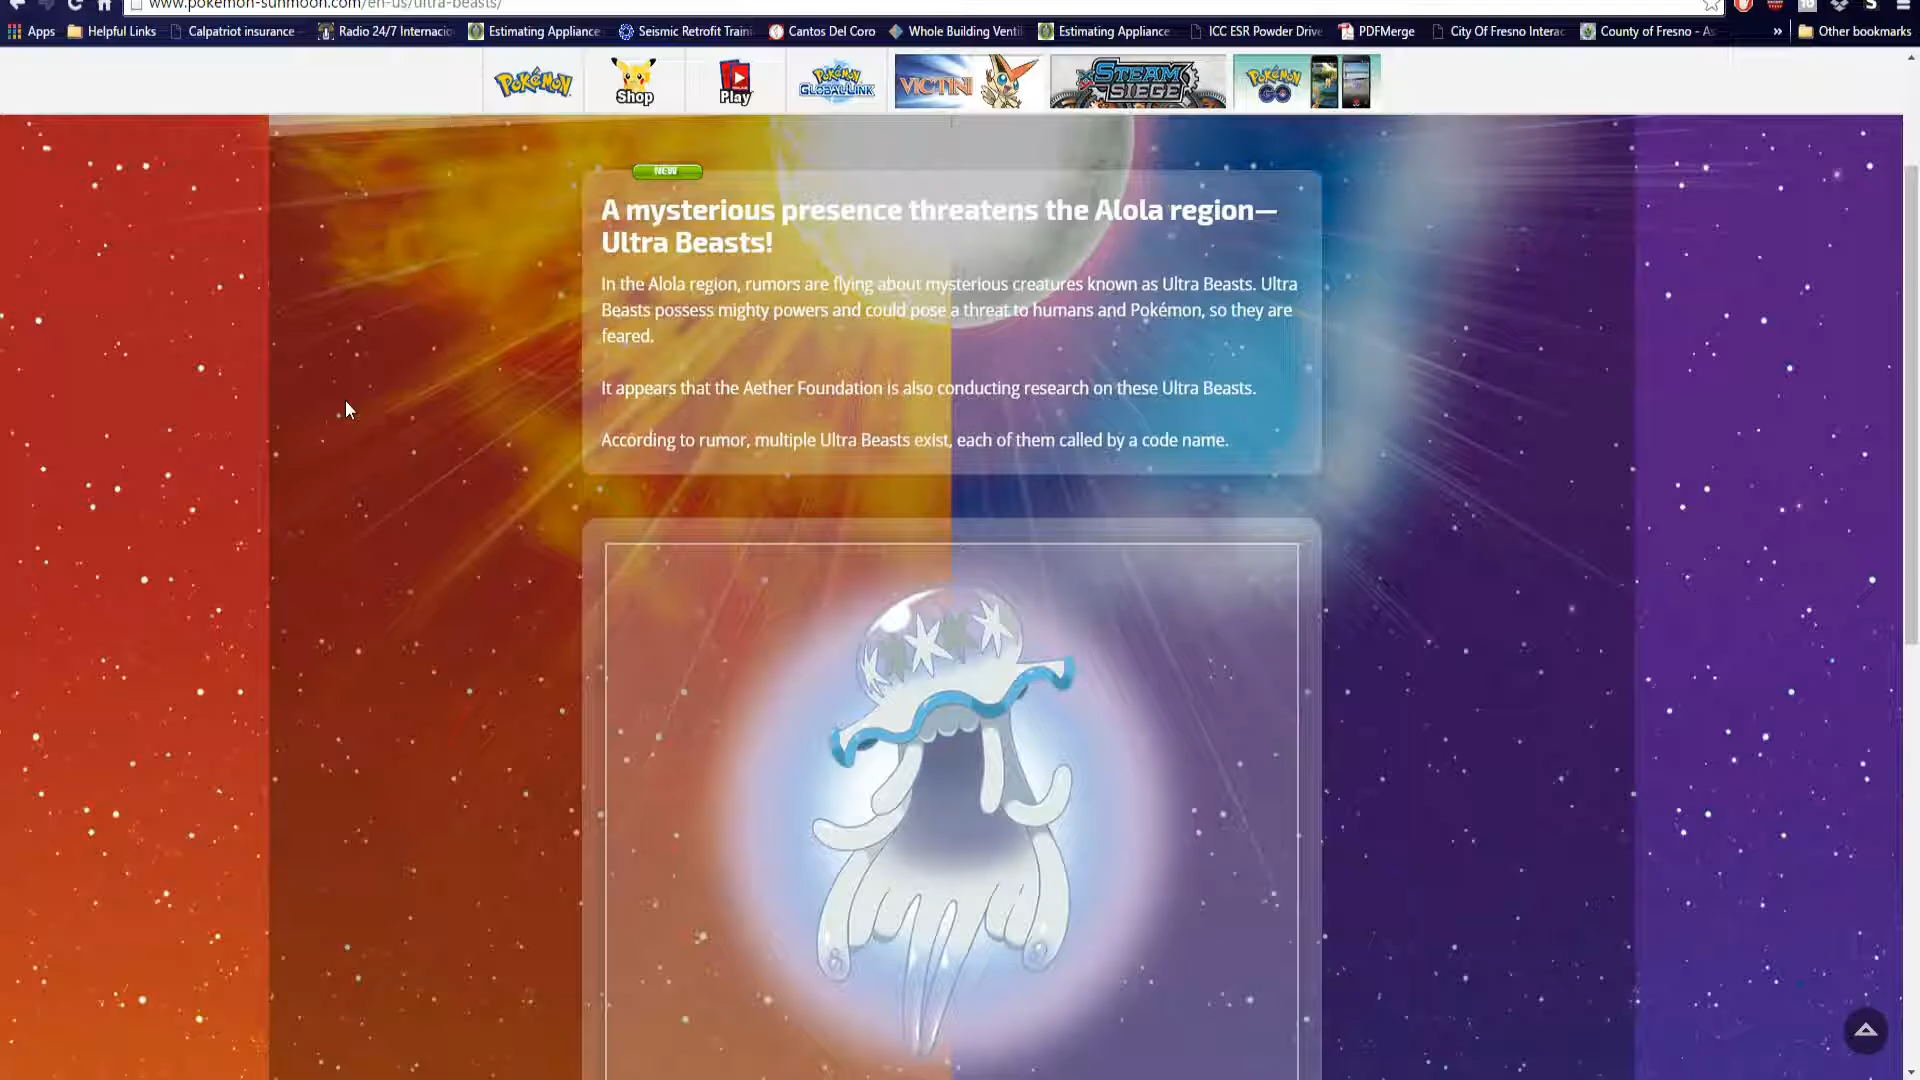 www.pokemon-sunmoon.com/en-us/ultra-beasts/
Apps Helpful Links Calpatriot insurance Radio 24/7 Internacio Estimating Appliance Seismic Retrofit Traini Cantos Del Coro Whole Building Venti Estimating Appliance ICC ESR Powder Drive PDFMerge City Of Fresno Interac County of Fresno - As » Other bookmarks
Pokémon Shop Play Pokémon GLOBAL LINK VICTINI STEAM SIEGE Pokémon GO
NEW
A mysterious presence threatens the Alola region—
Ultra Beasts!
In the Alola region, rumors are flying about mysterious creatures known as Ultra Beasts. Ultra
Beasts possess mighty powers and could pose a threat to humans and Pokémon, so they are
feared.
It appears that the Aether Foundation is also conducting research on these Ultra Beasts.
According to rumor, multiple Ultra Beasts exist, each of them called by a code name.